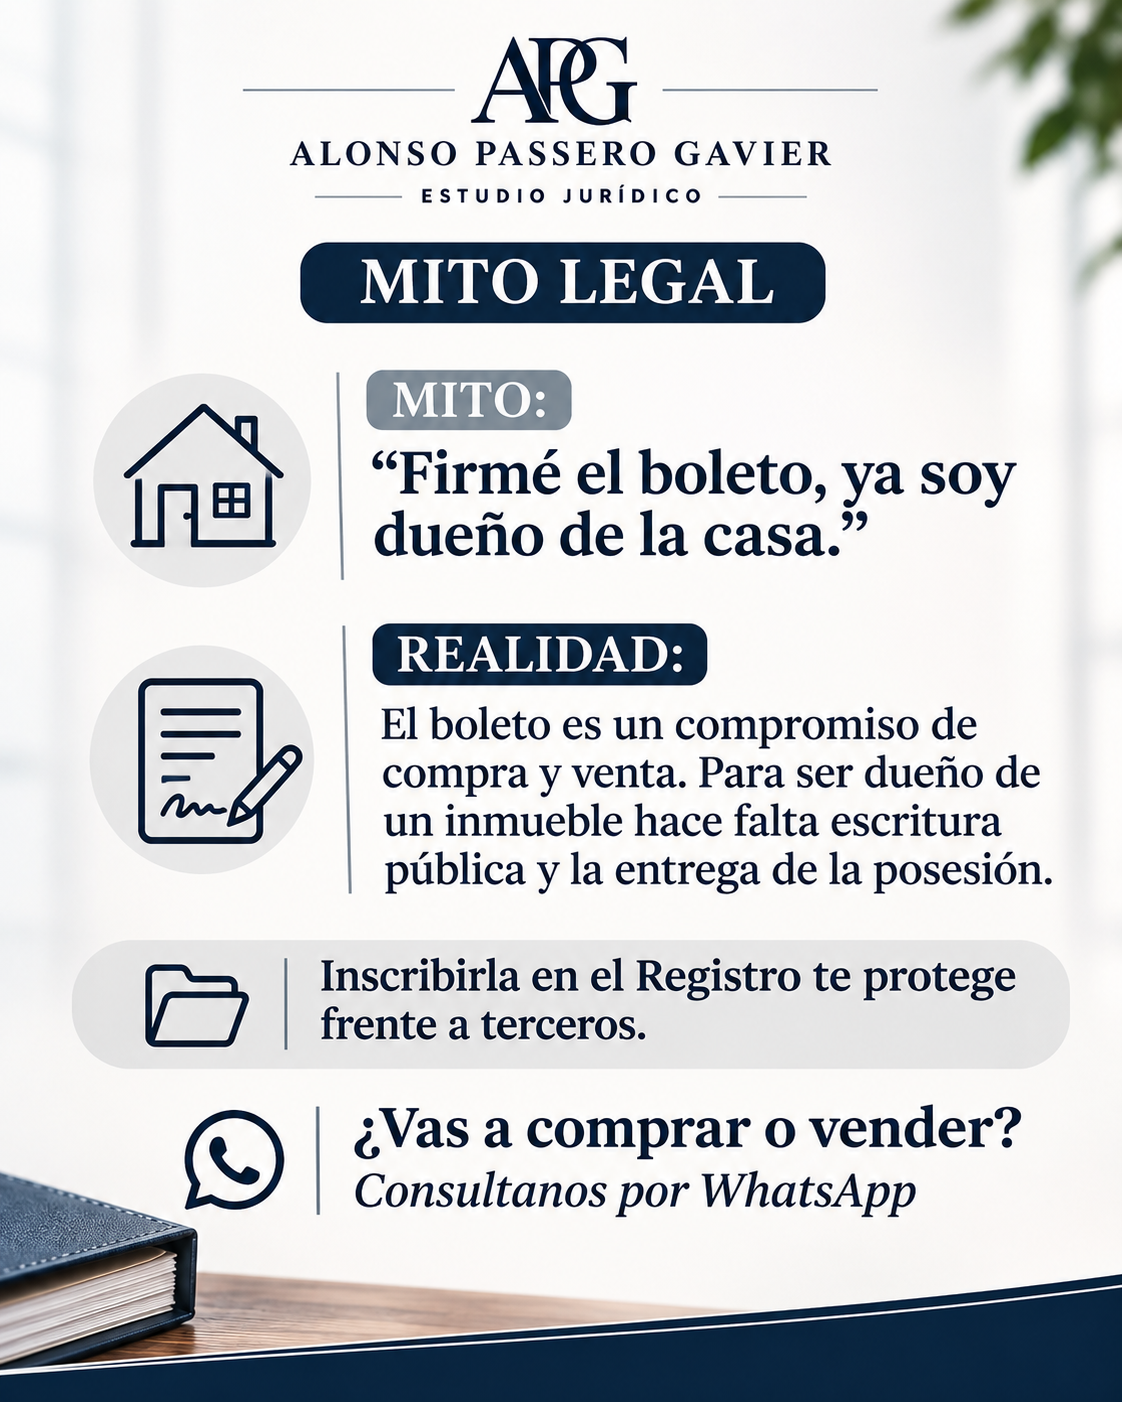 APG
ALONSO PASSERO GAVIER
ESTUDIO JURÍDICO
MITO LEGAL
MITO:
“Firmé el boleto, ya soy
dueño de la casa.”
REALIDAD:
El boleto es un compromiso de
compra y venta. Para ser dueño de
un inmueble hace falta escritura
pública y la entrega de la posesión.
Inscribirla en el Registro te protege
frente a terceros.
¿Vas a comprar o vender?
Consultanos por WhatsApp